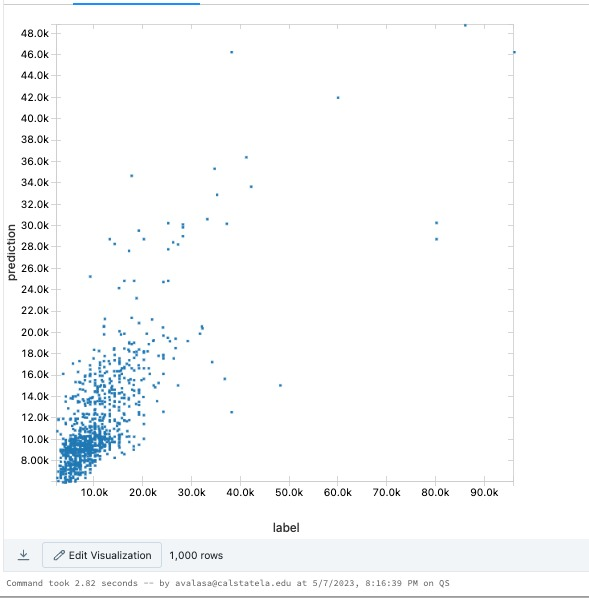 48.0k
46.0k
44.0k
42.0k
40.0k
38.0k
36.0k
34.0k
32.0k
30.0k
28.0k
26.0k
24.0k
22.0k
20.0k
18.0k
16.0k
14.0k
12.0k
10.0k
8.00k
prediction
10.0k 20.0k 30.0k 40.0k 50.0k 60.0k 70.0k 80.0k 90.0k
label
Edit Visualization 1,000 rows
Command took 2.82 seconds -- by avalasa@calstatela.edu at 5/7/2023, 8:16:39 PM on QS